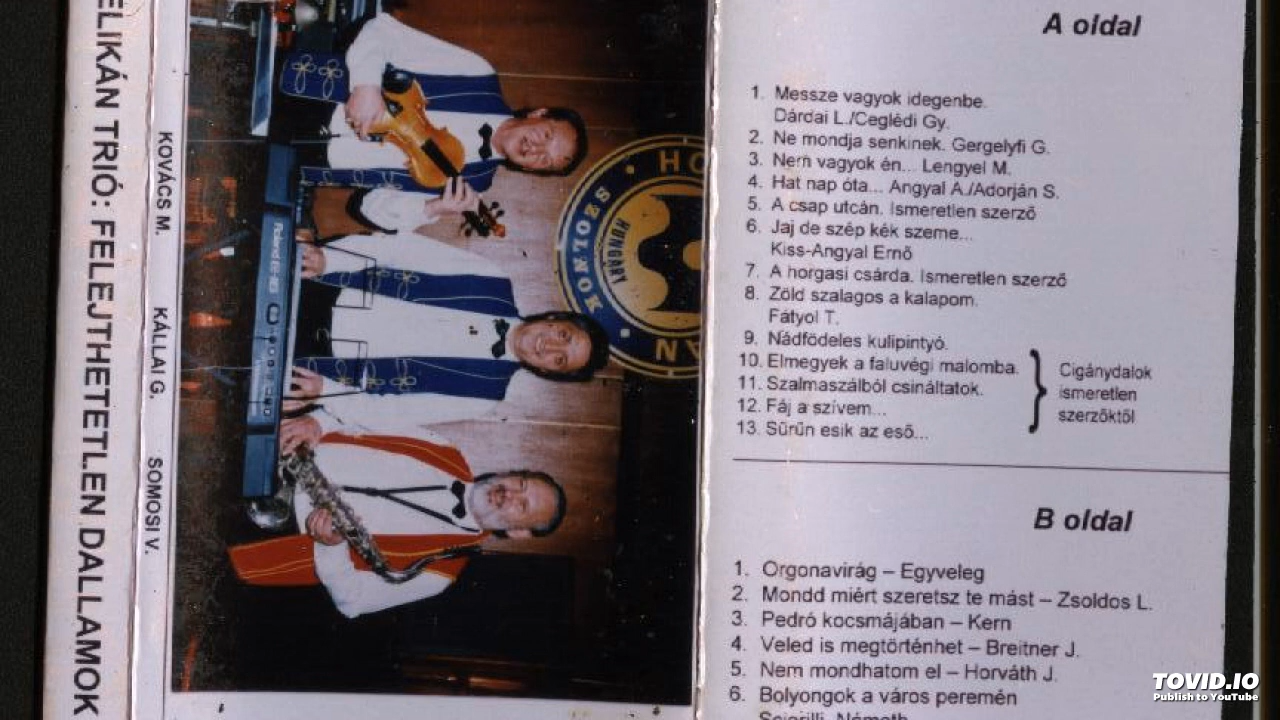 ELIKÁN TRIÓ: FELEJTHETETLEN DALLAMOK
KOVÁCS M. KÁLLAI G. SOMOSI V.
Roland
SZOLNOK
HUNGARY
A oldal
1. Messze vagyok idegenbe.
Dárdai L./Ceglédi Gy.
2. Ne mondja senkinek. Gergelyfi G.
3. Nem vagyok én... Lengyel M.
4. Hat nap óta... Angyal A./Adorján S.
5. A csap utcán. Ismeretlen szerző
6. Jaj de szép kék szeme...
Kiss-Angyal Ernő
7. A horgasi csárda. Ismeretlen szerző
8. Zöld szalagos a kalapom.
Fátyol T.
9. Nádfödeles kulipintyó.
10. Elmegyek a faluvégi malomba.
11. Szalmaszálból csináltatok.
12. Fáj a szívem...
13. Sűrűn esik az eső...
Cigánydalok
ismeretlen
szerzőktől
B oldal
1. Orgonavirág – Egyveleg
2. Mondd miért szeretsz te mást – Zsoldos L.
3. Pedró kocsmájában – Kern
4. Veled is megtörténhet – Breitner J.
5. Nem mondhatom el – Horváth J.
6. Bolyongok a város peremén
TOVID.IO
Publish to YouTube